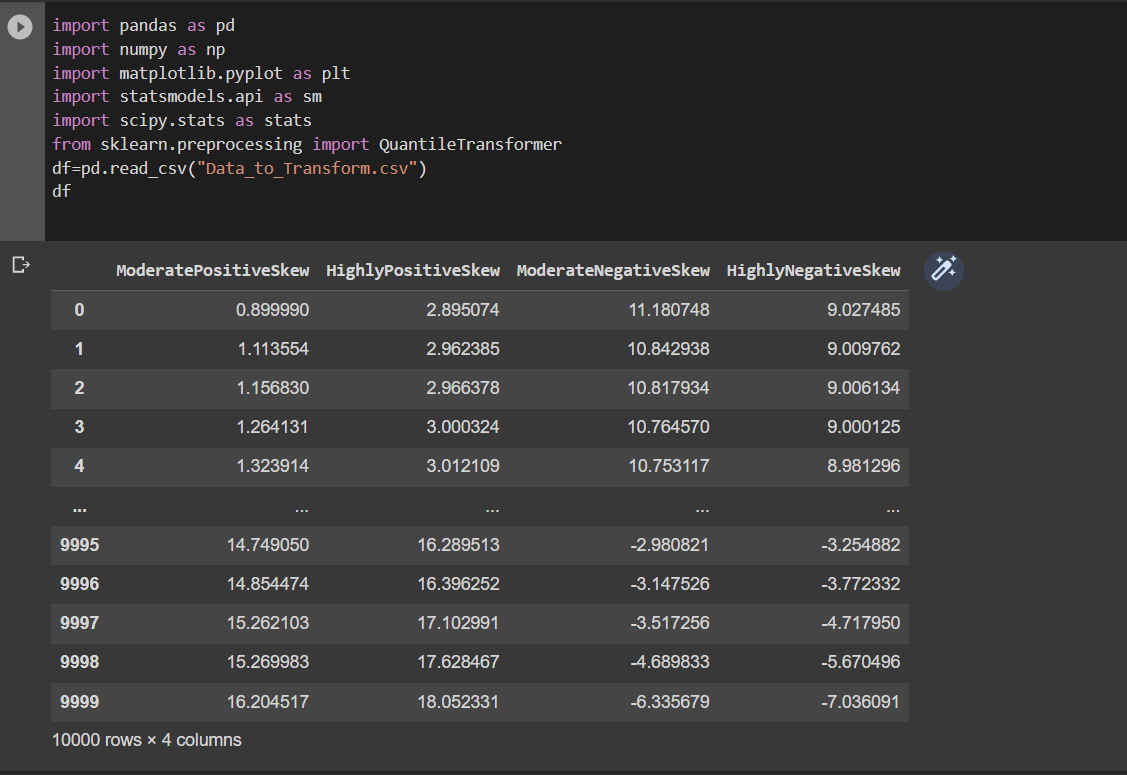 import pandas as pd
import numpy as np
import matplotlib.pyplot as plt
import statsmodels.api as sm
import scipy.stats as stats
from sklearn.preprocessing import QuantileTransformer
df=pd.read_csv("Data_to_Transform.csv")
df
ModeratePositiveSkew HighlyPositiveSkew ModerateNegativeSkew HighlyNegativeSkew
0 0.899990 2.895074 11.180748 9.027485
1 1.113554 2.962385 10.842938 9.009762
2 1.156830 2.966378 10.817934 9.006134
3 1.264131 3.000324 10.764570 9.000125
4 1.323914 3.012109 10.753117 8.981296
... ... ... ... ...
9995 14.749050 16.289513 -2.980821 -3.254882
9996 14.854474 16.396252 -3.147526 -3.772332
9997 15.262103 17.102991 -3.517256 -4.717950
9998 15.269983 17.628467 -4.689833 -5.670496
9999 16.204517 18.052331 -6.335679 -7.036091
10000 rows × 4 columns